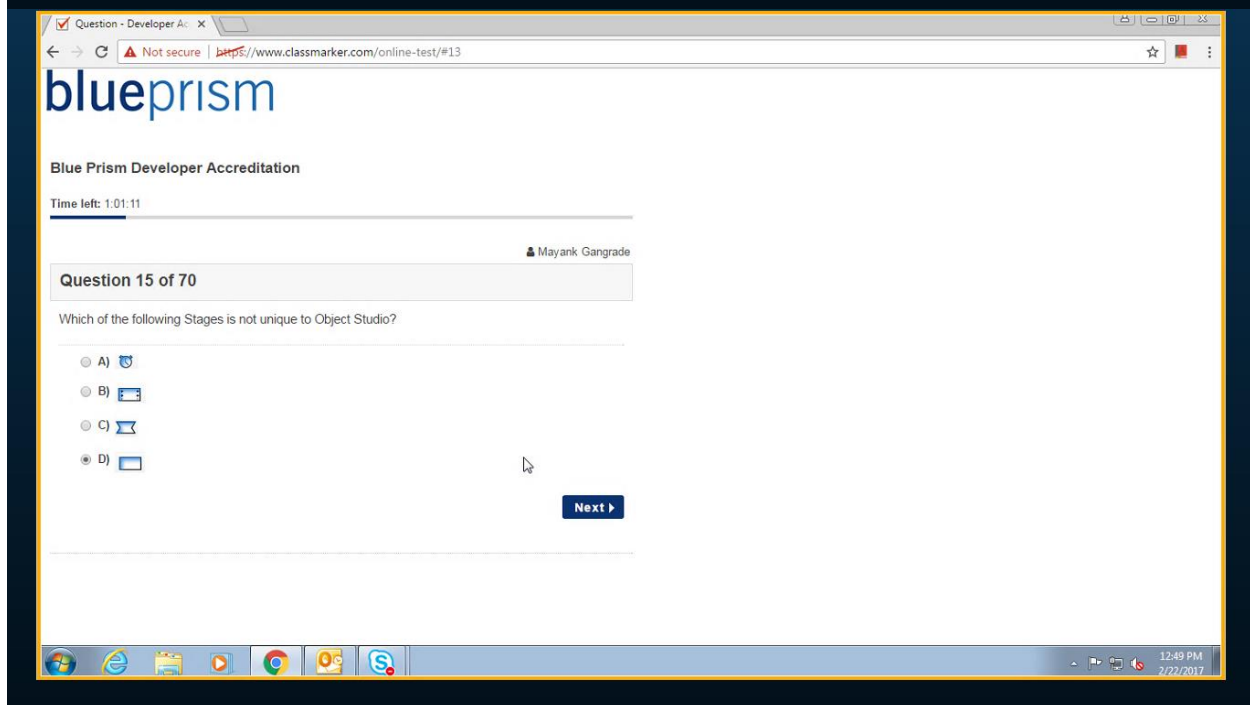 Question - Developer Ac
Not secure | https://www.classmarker.com/online-test/#13
blueprism
Blue Prism Developer Accreditation
Time left: 1:01:11
Mayank Gangrade
Question 15 of 70
Which of the following Stages is not unique to Object Studio?
A)
B)
C)
D)
Next
12:49 PM
2/22/2017